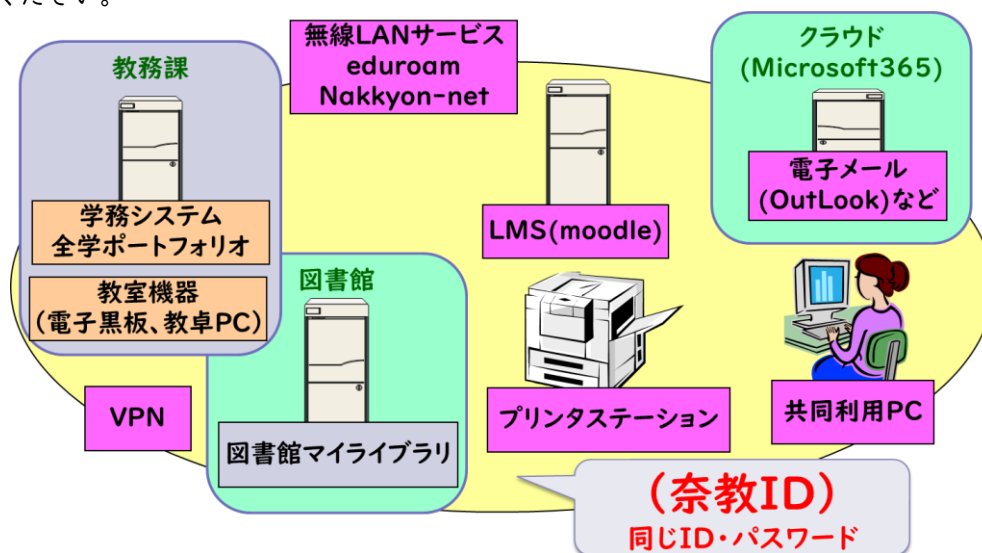 ください。
無線LANサービス
eduroam
Nakkyon-net
クラウド
(Microsoft365)
教務課
電子メール
(OutLook)など
学務システム
全学ポートフォリオ
LMS(moodle)
教室機器
(電子黒板、教卓PC)
図書館
VPN
プリンタステーション
共同利用PC
図書館マイライブラリ
(奈教ID)
同じID・パスワード